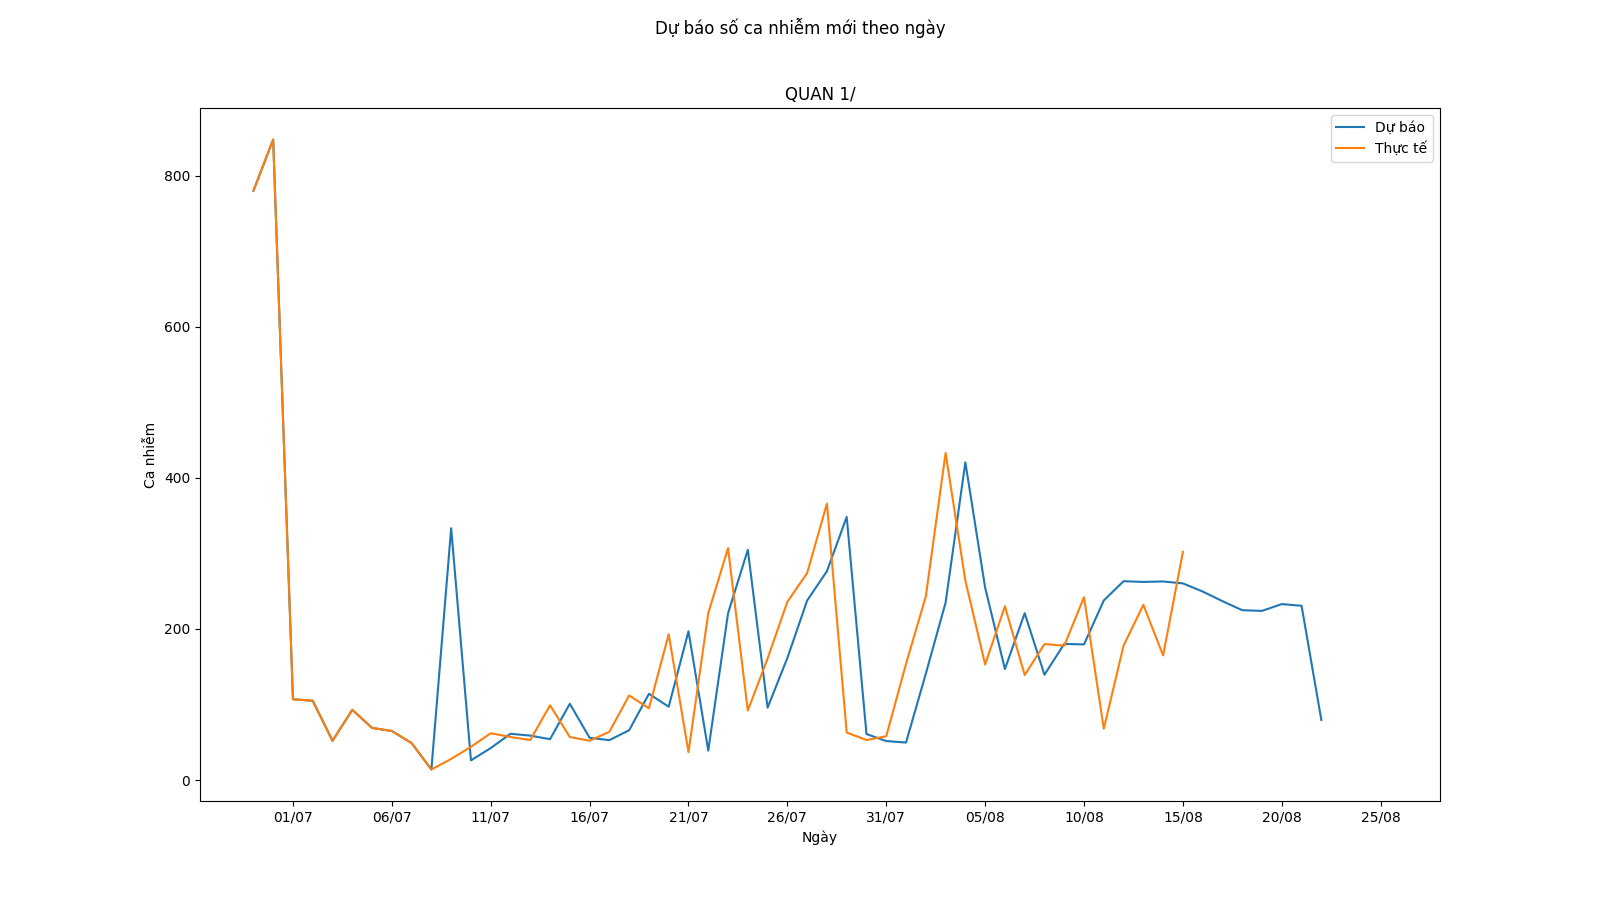 Dự báo số ca nhiễm mới theo ngày
QUAN 1/
Dự báo
Thực tế
800
600
400
200
0
Ca nhiễm
01/07 06/07 11/07 16/07 21/07 26/07 31/07 05/08 10/08 15/08 20/08 25/08
Ngày